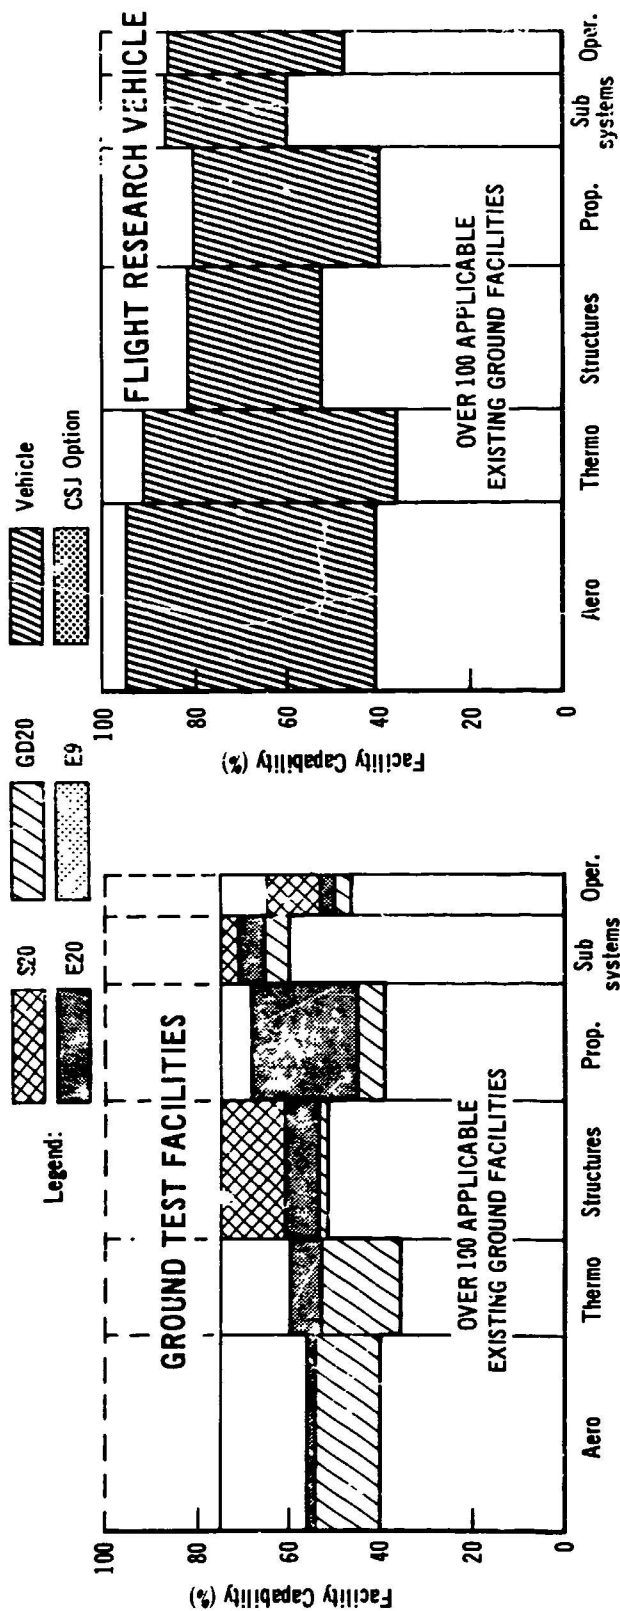 Legend:
S20
GD20
Vehicle
E20
E9
CSJ Option
GROUND TEST FACILITIES
Facility Capability (%)
100
80
60
40
20
0
OVER 100 APPLICABLE
EXISTING GROUND FACILITIES
Aero
Thermo
Structures
Prop.
Sub
systems
Oper.
FLIGHT RESEARCH VEHICLE
Facility Capability (%)
100
80
60
40
20
0
OVER 100 APPLICABLE
EXISTING GROUND FACILITIES
Aero
Thermo
Structures
Prop.
Sub
systems
Oper.